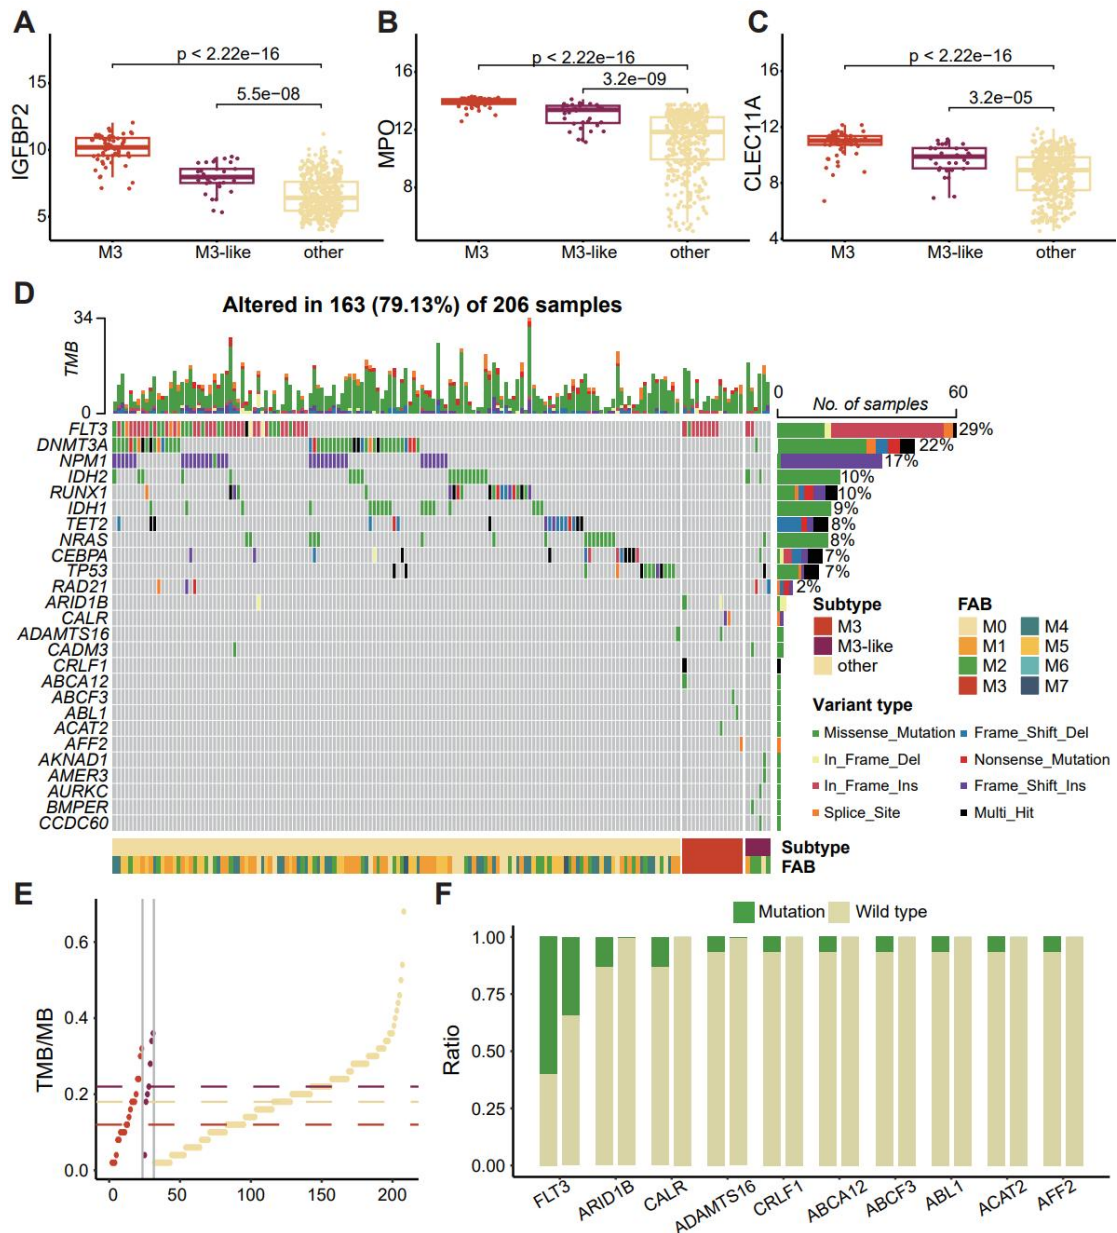 A
p < 2.22e−16
5.5e−08
15
10
5
IGFBP2
M3
M3-like
other
B
p < 2.22e−16
3.2e−09
16
12
8
MPO
M3
M3-like
other
C
p < 2.22e−16
3.2e−05
16
12
8
4
CLEC11A
M3
M3-like
other
D
Altered in 163 (79.13%) of 206 samples
34
TMB
0
0
60
No. of samples
FLT3
29%
DNMT3A
22%
NPM1
17%
IDH2
10%
RUNX1
10%
IDH1
9%
TET2
8%
NRAS
8%
CEBPA
7%
TP53
7%
RAD21
2%
ARID1B
CALR
ADAMTS16
CADM3
CRLF1
ABCA12
ABCF3
ABL1
ACAT2
AFF2
AKNAD1
AMER3
AURKC
BMPER
CCDC60
Subtype
M3
M3-like
other
FAB
M0
M1
M2
M3
M4
M5
M6
M7
Variant type
Missense_Mutation
In_Frame_Del
In_Frame_Ins
Splice_Site
Frame_Shift_Del
Nonsense_Mutation
Frame_Shift_Ins
Multi_Hit
Subtype
FAB
E
0.6
0.4
0.2
0.0
TMB/MB
0
50
100
150
200
F
Mutation
Wild type
1.00
0.75
0.50
0.25
0.00
Ratio
FLT3
ARID1B
CALR
ADAMTS16
CRLF1
ABCA12
ABCF3
ABL1
ACAT2
AFF2